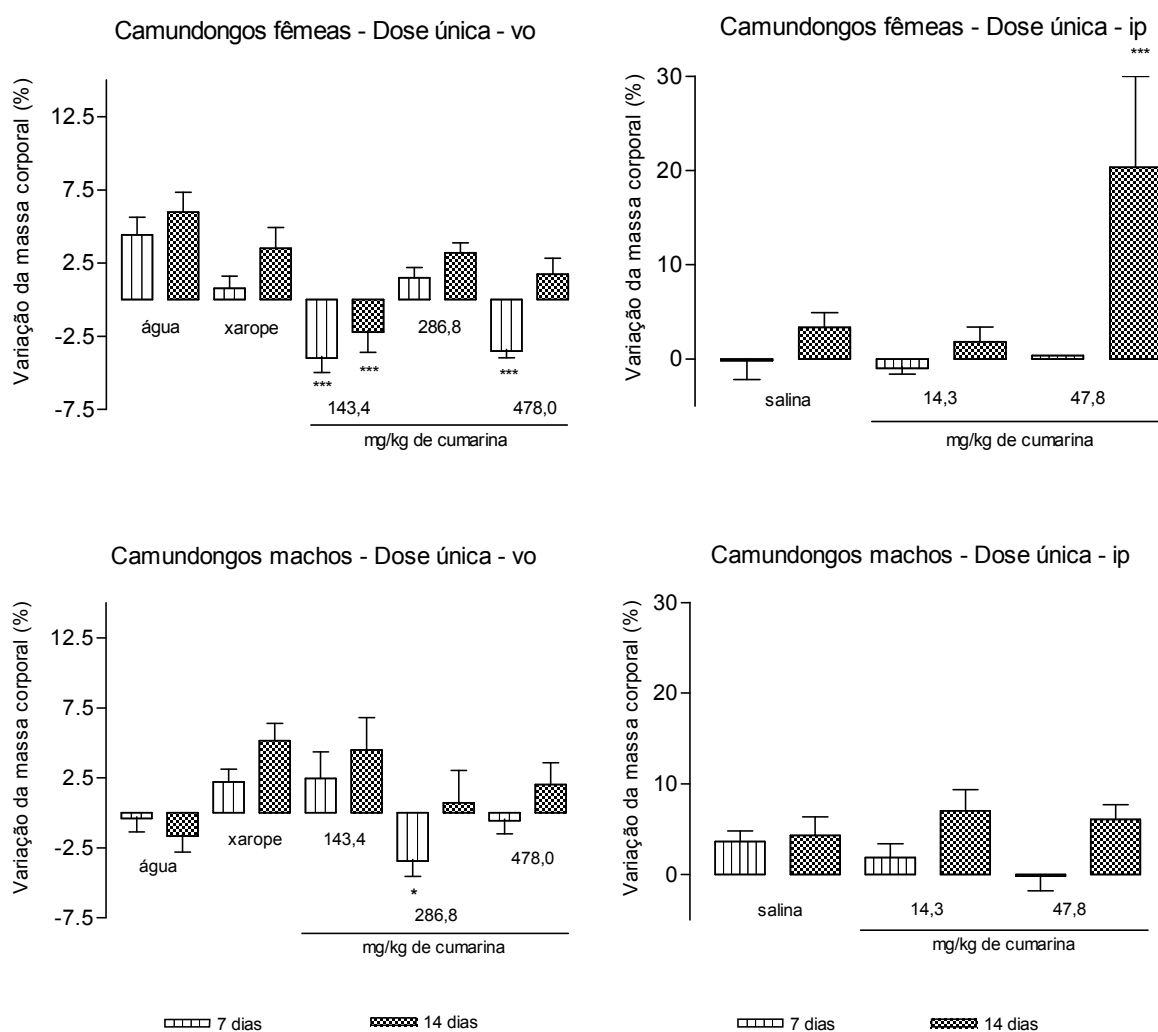 Camundongos fêmeas - Dose única - vo
Variação da massa corporal (%)
12.5
7.5
2.5
-2.5
-7.5
água
xarope
286,8
***
***
***
143,4
478,0
mg/kg de cumarina
Camundongos fêmeas - Dose única - ip
***
Variação da massa corporal (%)
30
20
10
0
salina
14,3
47,8
mg/kg de cumarina
Camundongos machos - Dose única - vo
Variação da massa corporal (%)
12.5
7.5
2.5
-2.5
-7.5
água
xarope
143,4
478,0
*
286,8
mg/kg de cumarina
Camundongos machos - Dose única - ip
Variação da massa corporal (%)
30
20
10
0
salina
14,3
47,8
mg/kg de cumarina
7 dias
14 dias
7 dias
14 dias